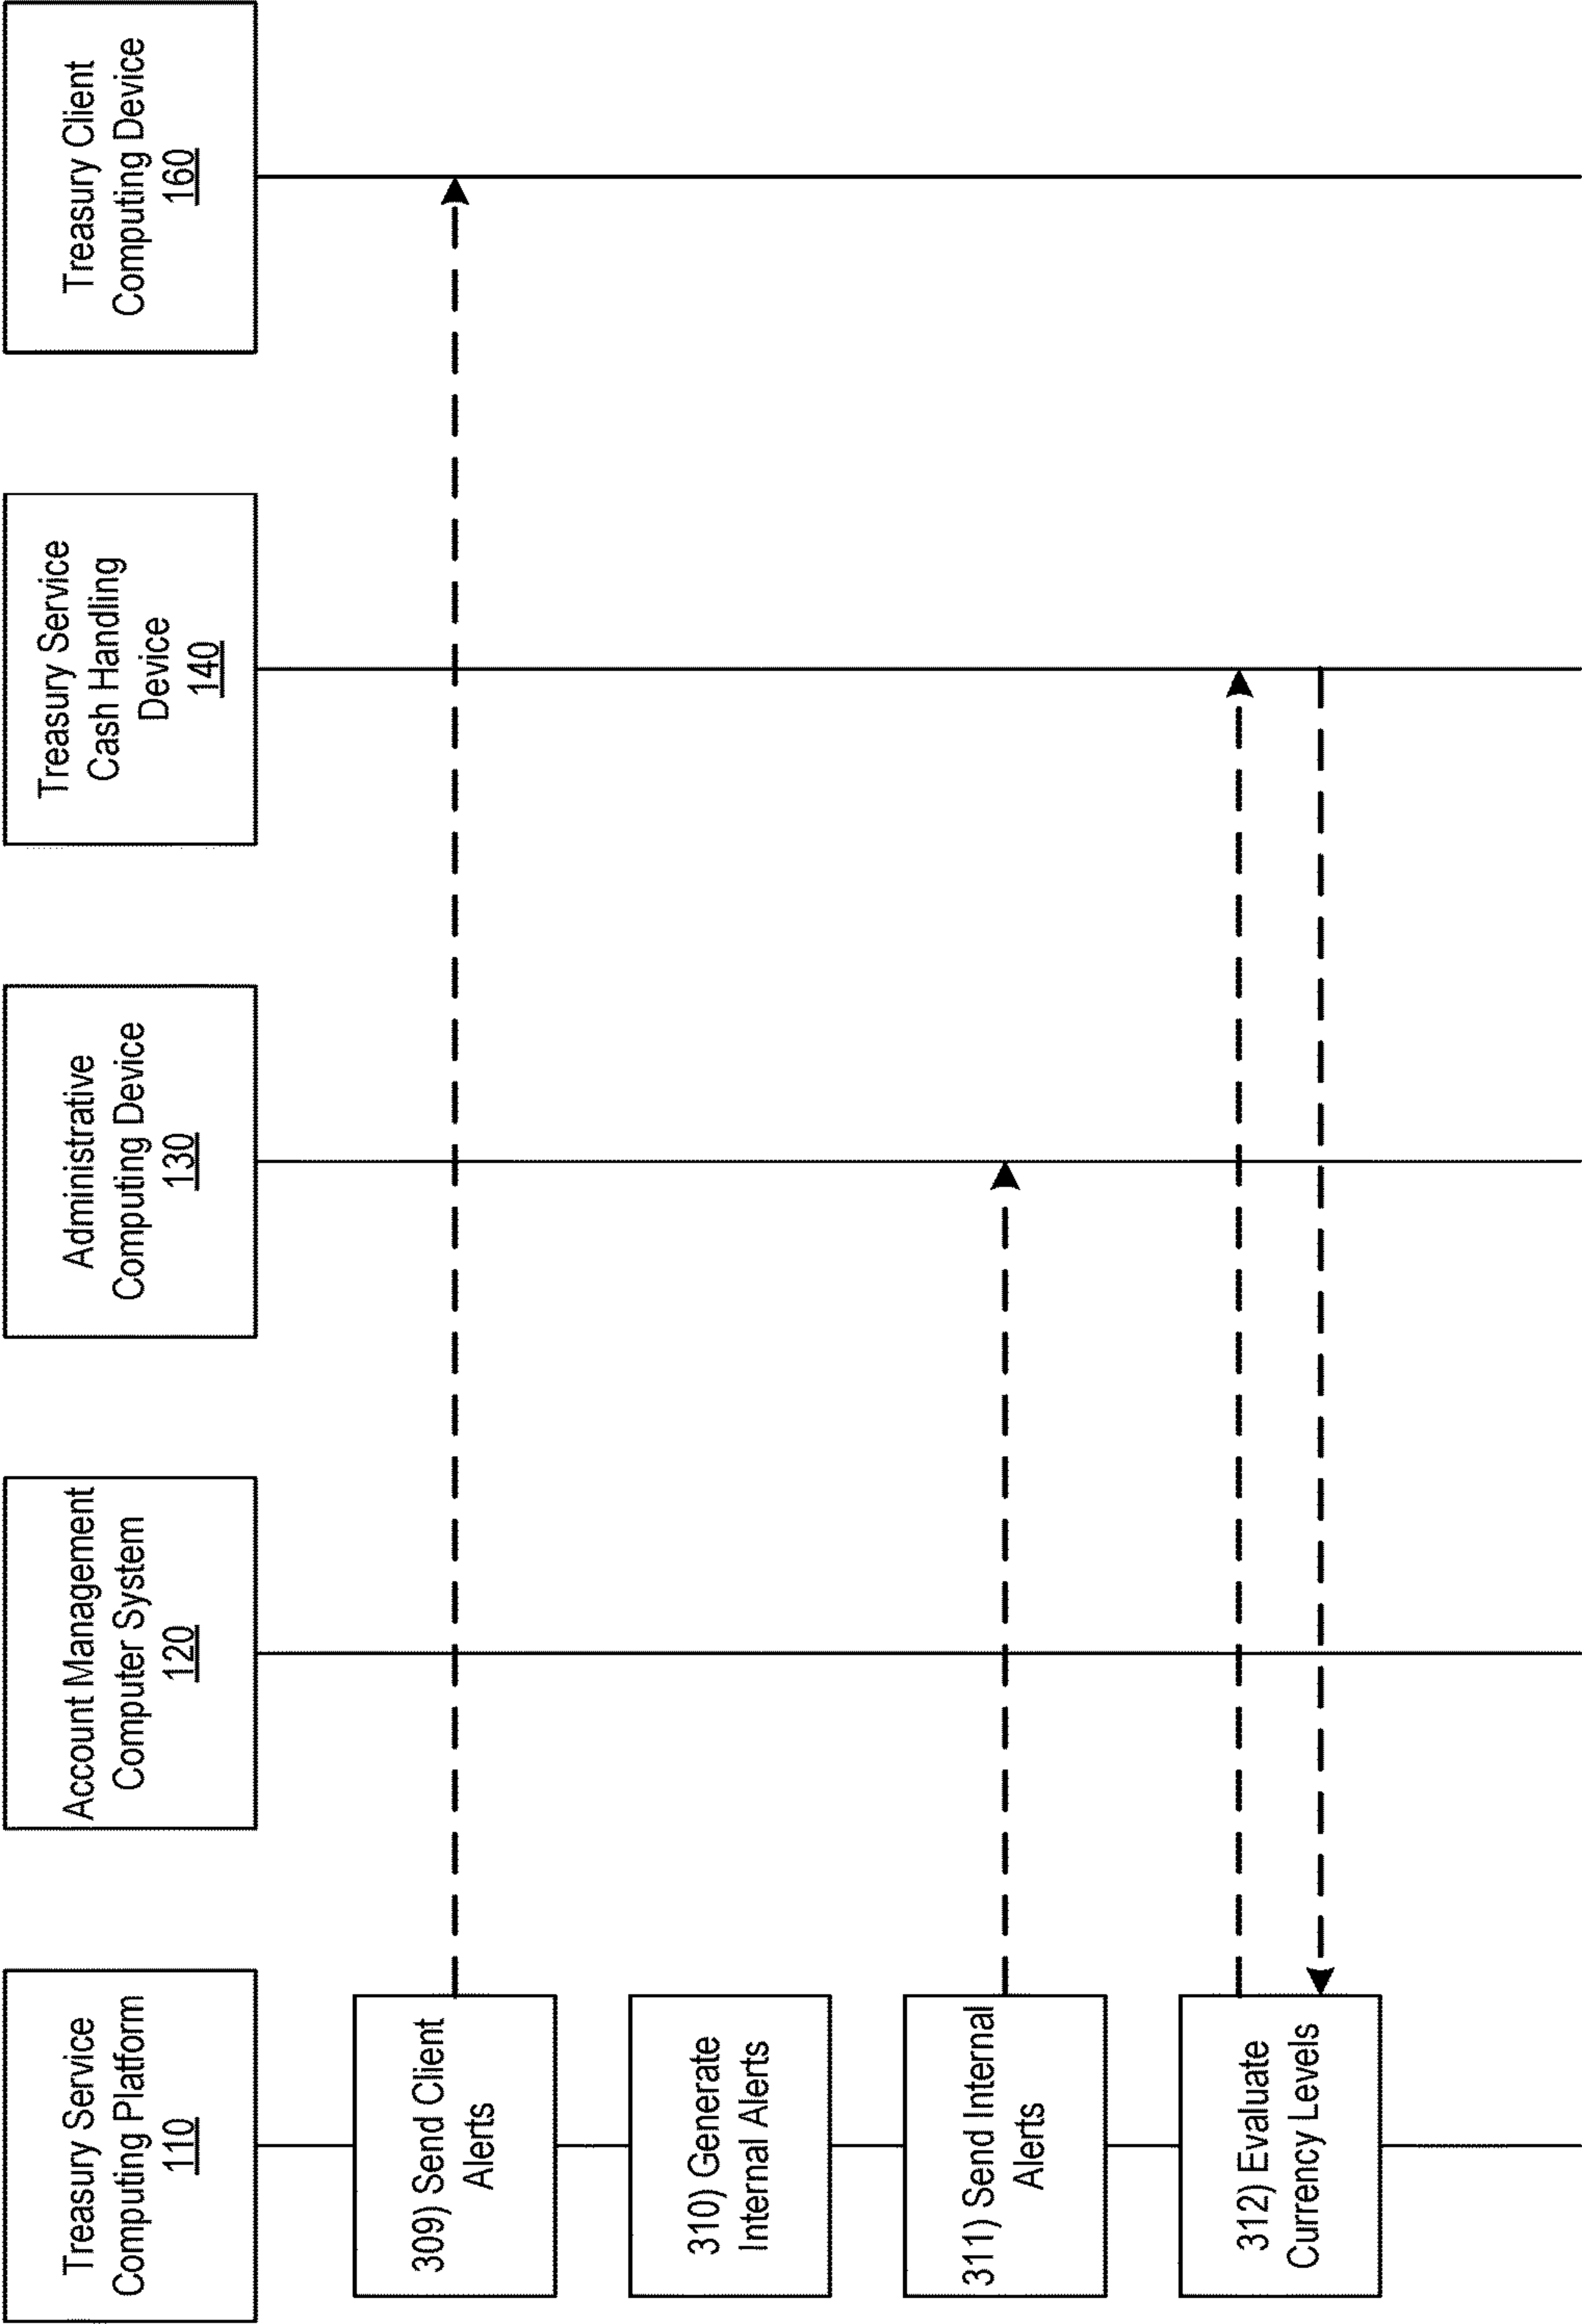 Treasury Service
Computing Platform
110
Account Management
Computer System
120
Administrative
Computing Device
130
Treasury Service
Cash Handling
Device
140
Treasury Client
Computing Device
160
309) Send Client
Alerts
310) Generate
Internal Alerts
311) Send Internal
Alerts
312) Evaluate
Currency Levels